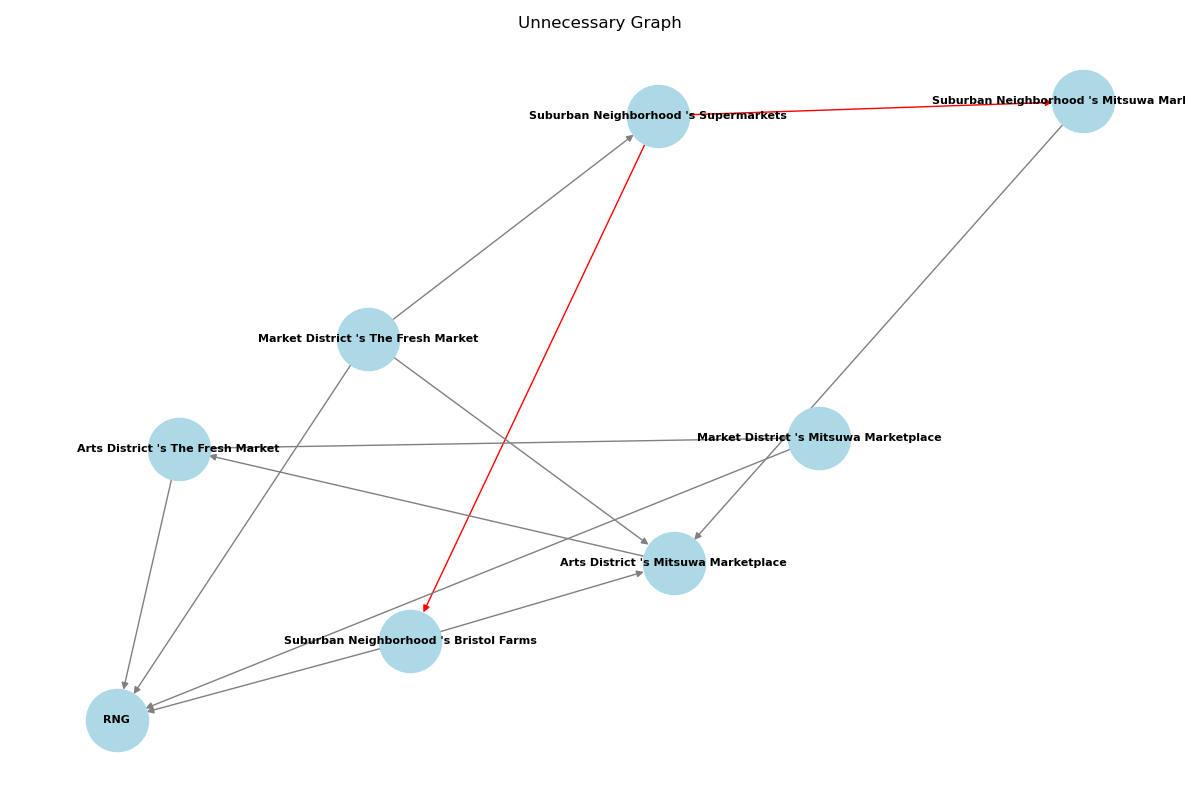 Unnecessary Graph
Suburban Neighborhood 's Mitsuwa Mar
Suburban Neighborhood 's Supermarkets
Market District 's The Fresh Market
Market District 's Mitsuwa Marketplace
Arts District 's The Fresh Market
Arts District 's Mitsuwa Marketplace
Suburban Neighborhood 's Bristol Farms
RNG